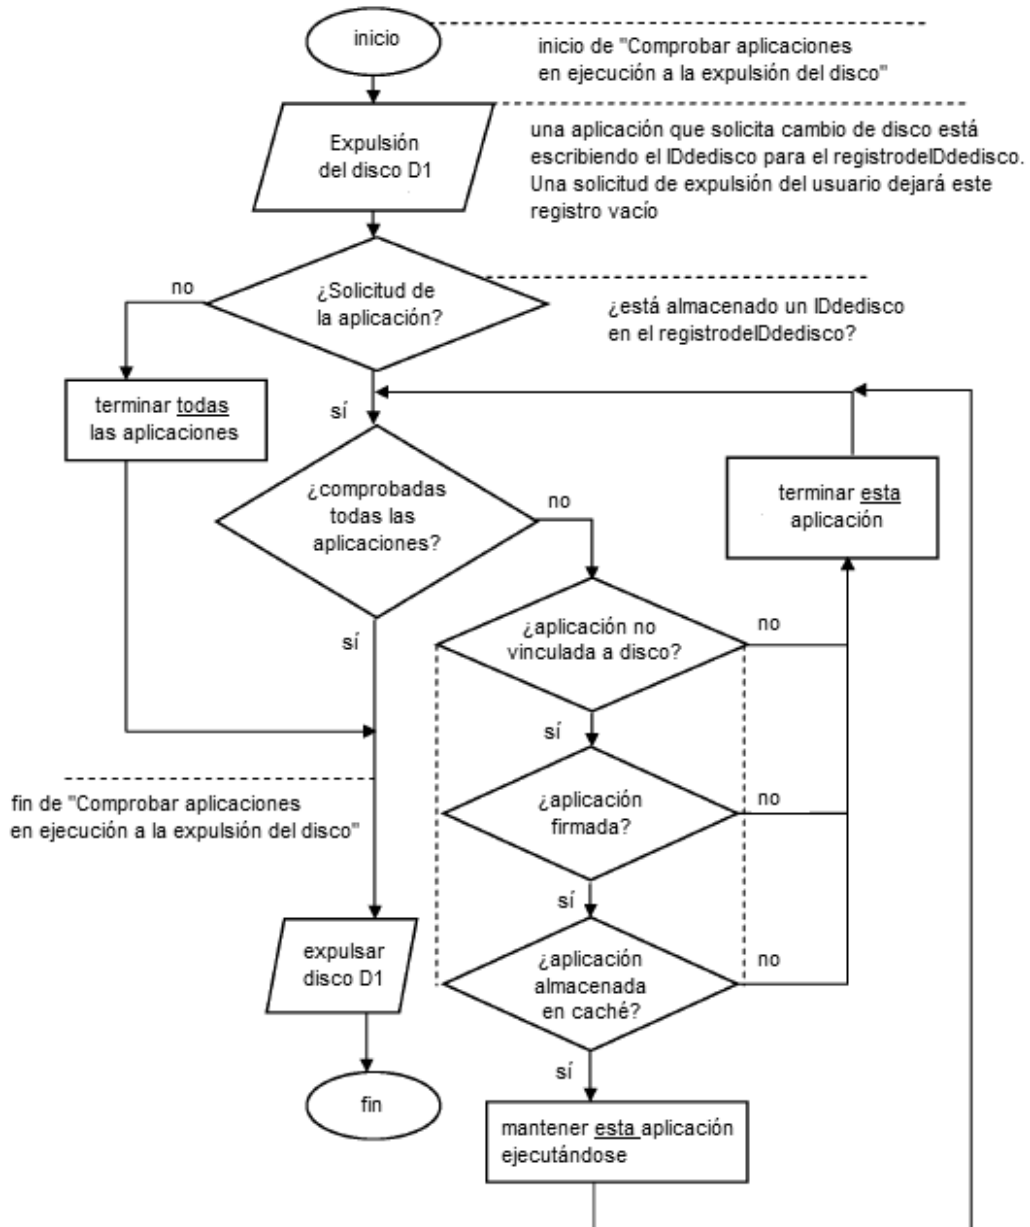 inicio
inicio de "Comprobar aplicaciones
en ejecución a la expulsión del disco"
Expulsión
del disco D1
una aplicación que solicita cambio de disco está
escribiendo el IDdedisco para el registrodeIDdedisco.
Una solicitud de expulsión del usuario dejará este
registro vacío
no
¿Solicitud de
la aplicación?
¿está almacenado un IDdedisco
en el registrodeIDdedisco?
terminar todas
las aplicaciones
sí
¿comprobadas
todas las
aplicaciones?
no
terminar esta
aplicación
sí
¿aplicación no
vinculada a disco?
no
sí
fin de "Comprobar aplicaciones
en ejecución a la expulsión del disco"
¿aplicación
firmada?
no
sí
expulsar
disco D1
¿aplicación
almacenada
en caché?
no
sí
fin
mantener esta aplicación
ejecutándose